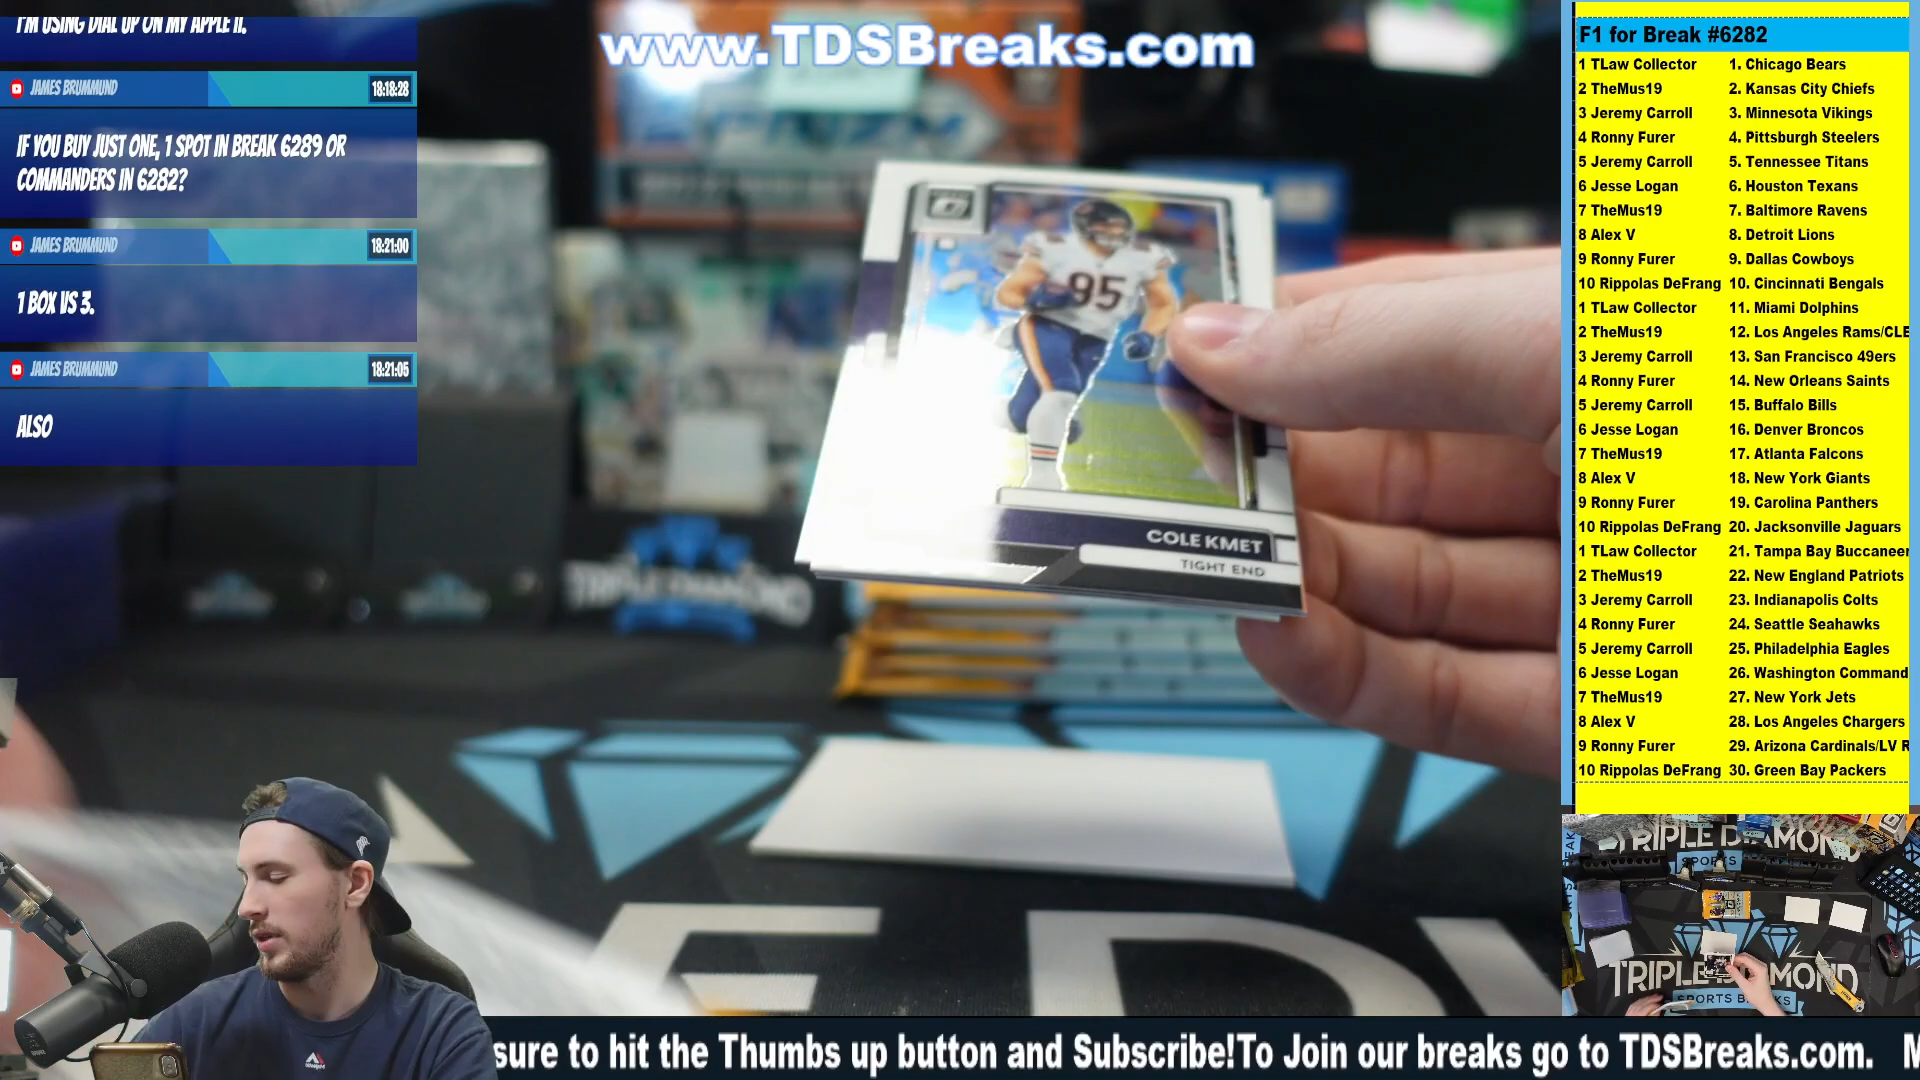 I'M USING DIAL UP ON MY APPLE II.
JAMES BRUMMUND 18:18:28
IF YOU BUY JUST ONE, 1 SPOT IN BREAK 6289 OR
COMMANDERS IN 6282?
JAMES BRUMMUND 18:21:00
1 BOX VS 3.
JAMES BRUMMUND 18:21:05
ALSO
www.TDSBreaks.com
PRIZM
95
COLE KMET
TIGHT END
TRIPLE DIAMOND
F1 for Break #6282
1 TLaw Collector 1. Chicago Bears
2 TheMus19 2. Kansas City Chiefs
3 Jeremy Carroll 3. Minnesota Vikings
4 Ronny Furer 4. Pittsburgh Steelers
5 Jeremy Carroll 5. Tennessee Titans
6 Jesse Logan 6. Houston Texans
7 TheMus19 7. Baltimore Ravens
8 Alex V 8. Detroit Lions
9 Ronny Furer 9. Dallas Cowboys
10 Rippolas DeFrang 10. Cincinnati Bengals
1 TLaw Collector 11. Miami Dolphins
2 TheMus19 12. Los Angeles Rams/CLE
3 Jeremy Carroll 13. San Francisco 49ers
4 Ronny Furer 14. New Orleans Saints
5 Jeremy Carroll 15. Buffalo Bills
6 Jesse Logan 16. Denver Broncos
7 TheMus19 17. Atlanta Falcons
8 Alex V 18. New York Giants
9 Ronny Furer 19. Carolina Panthers
10 Rippolas DeFrang 20. Jacksonville Jaguars
1 TLaw Collector 21. Tampa Bay Buccaneer
2 TheMus19 22. New England Patriots
3 Jeremy Carroll 23. Indianapolis Colts
4 Ronny Furer 24. Seattle Seahawks
5 Jeremy Carroll 25. Philadelphia Eagles
6 Jesse Logan 26. Washington Command
7 TheMus19 27. New York Jets
8 Alex V 28. Los Angeles Chargers
9 Ronny Furer 29. Arizona Cardinals/LV R
10 Rippolas DeFrang 30. Green Bay Packers
TRIPLE DIAMOND
SPORTS
TRIPLE DIAMOND
SPORTS BREAKS
sure to hit the Thumbs up button and Subscribe!To Join our breaks go to TDSBreaks.com. M